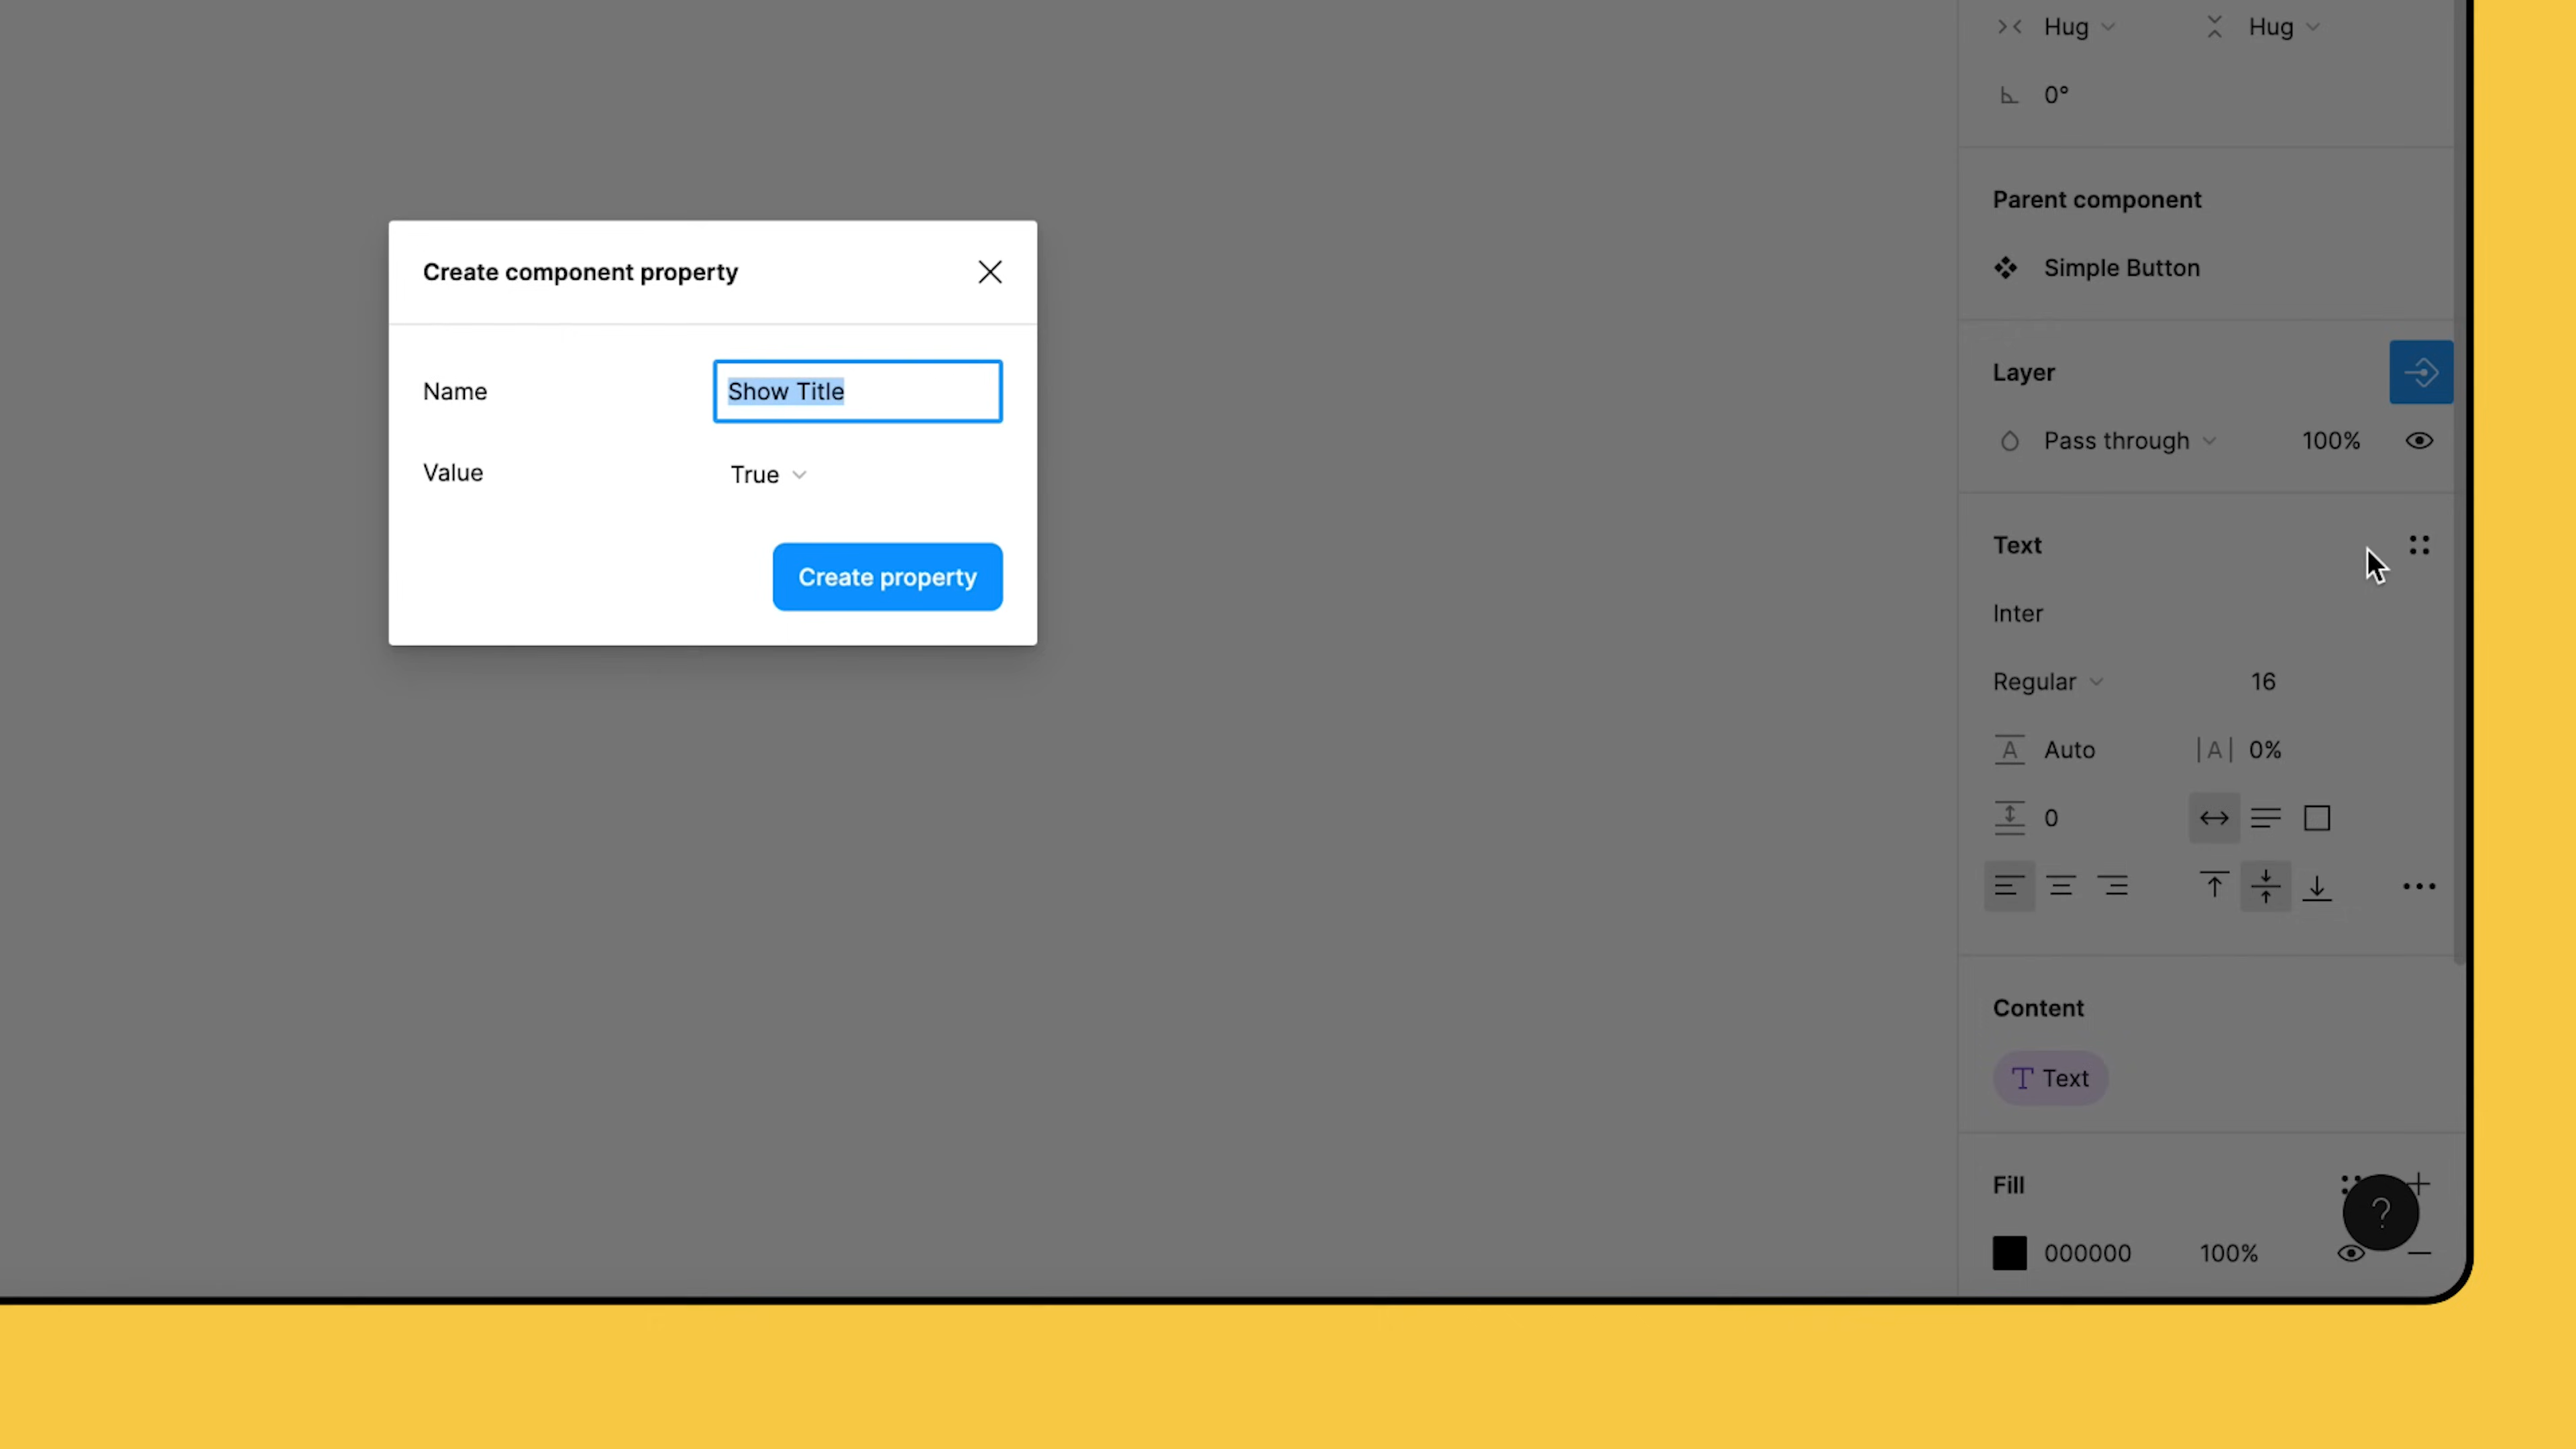 Hug Hug
0°
Parent component
Simple Button
Create component property
Name Show Title
Value True
Create property
Layer
Pass through 100%
Text
Inter
Regular 16
A Auto |A| 0%
0
Content
T Text
Fill
?
000000 100%